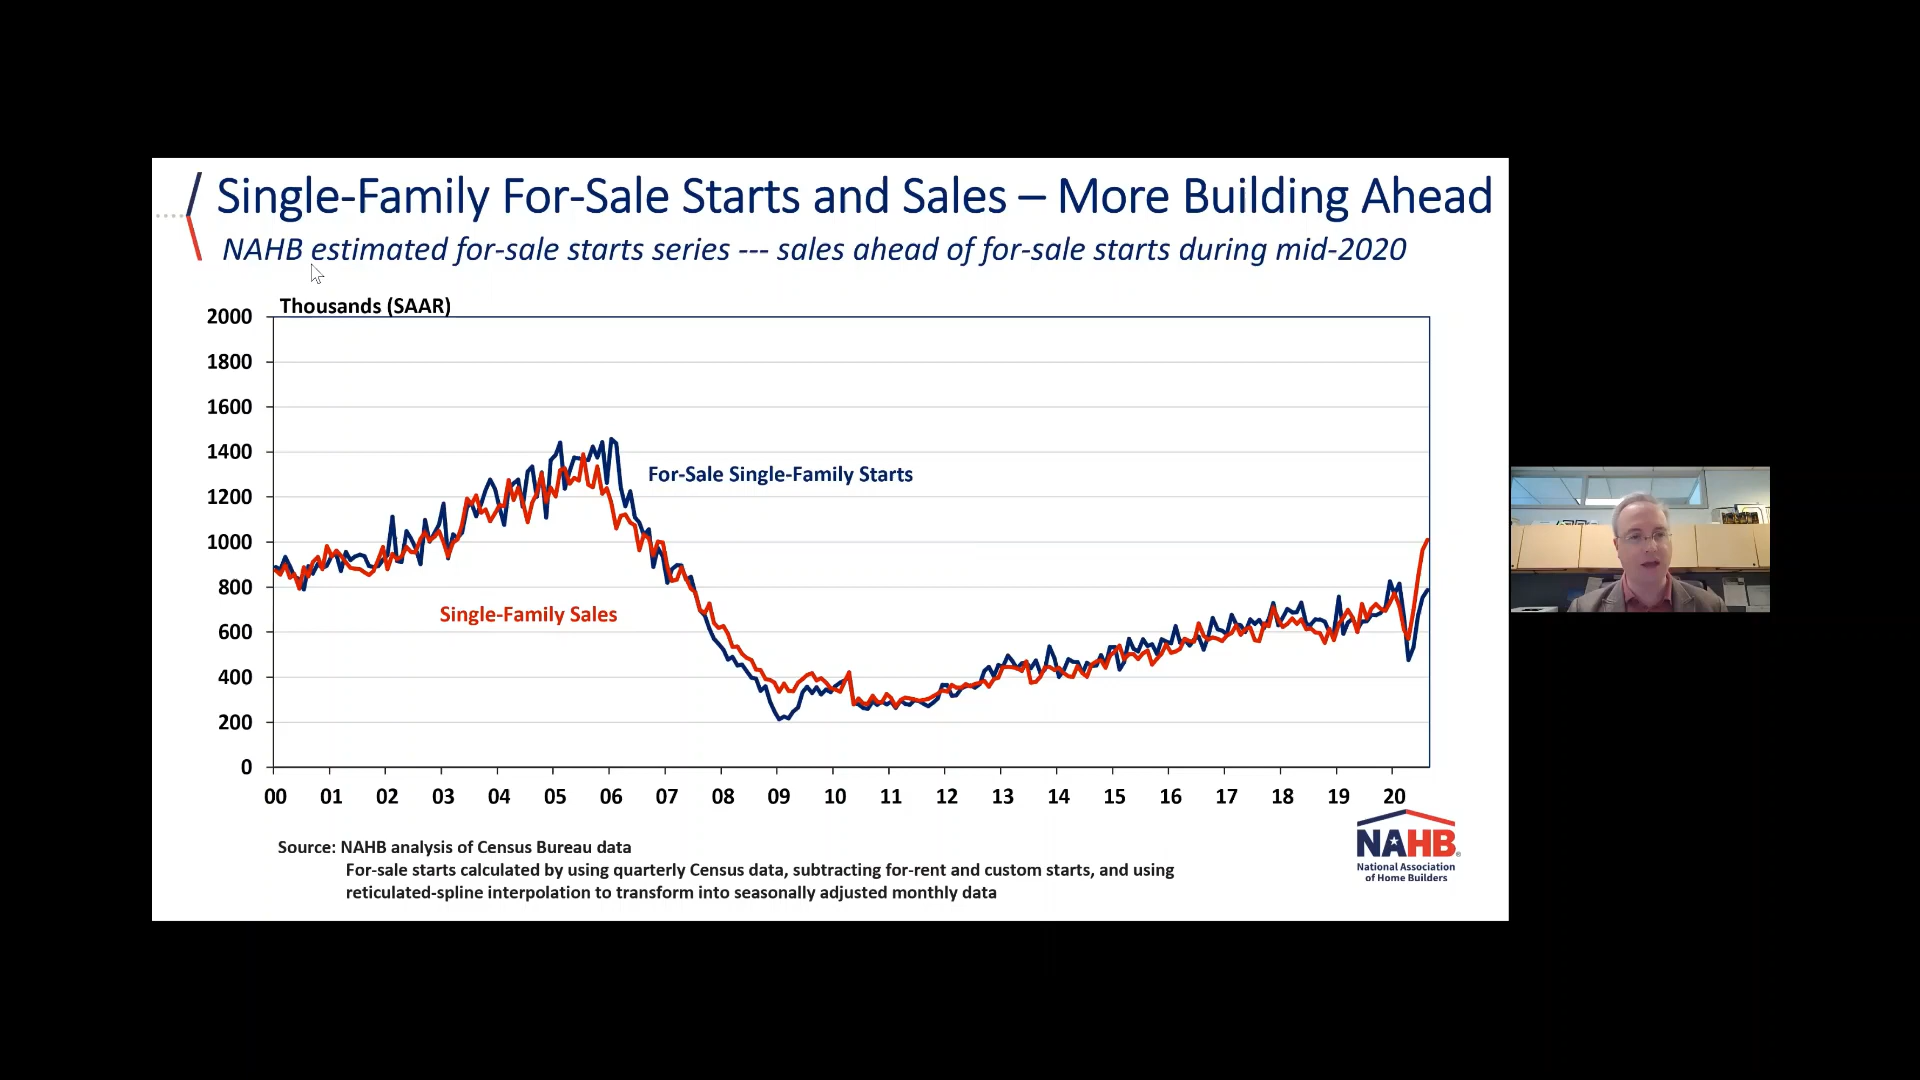 Single-Family For-Sale Starts and Sales – More Building Ahead
NAHB estimated for-sale starts series --- sales ahead of for-sale starts during mid-2020
Thousands (SAAR)
2000
1800
1600
1400
1200
1000
800
600
400
200
0
For-Sale Single-Family Starts
Single-Family Sales
00 01 02 03 04 05 06 07 08 09 10 11 12 13 14 15 16 17 18 19 20
Source: NAHB analysis of Census Bureau data
For-sale starts calculated by using quarterly Census data, subtracting for-rent and custom starts, and using
reticulated-spline interpolation to transform into seasonally adjusted monthly data
NAHB®
National Association
of Home Builders